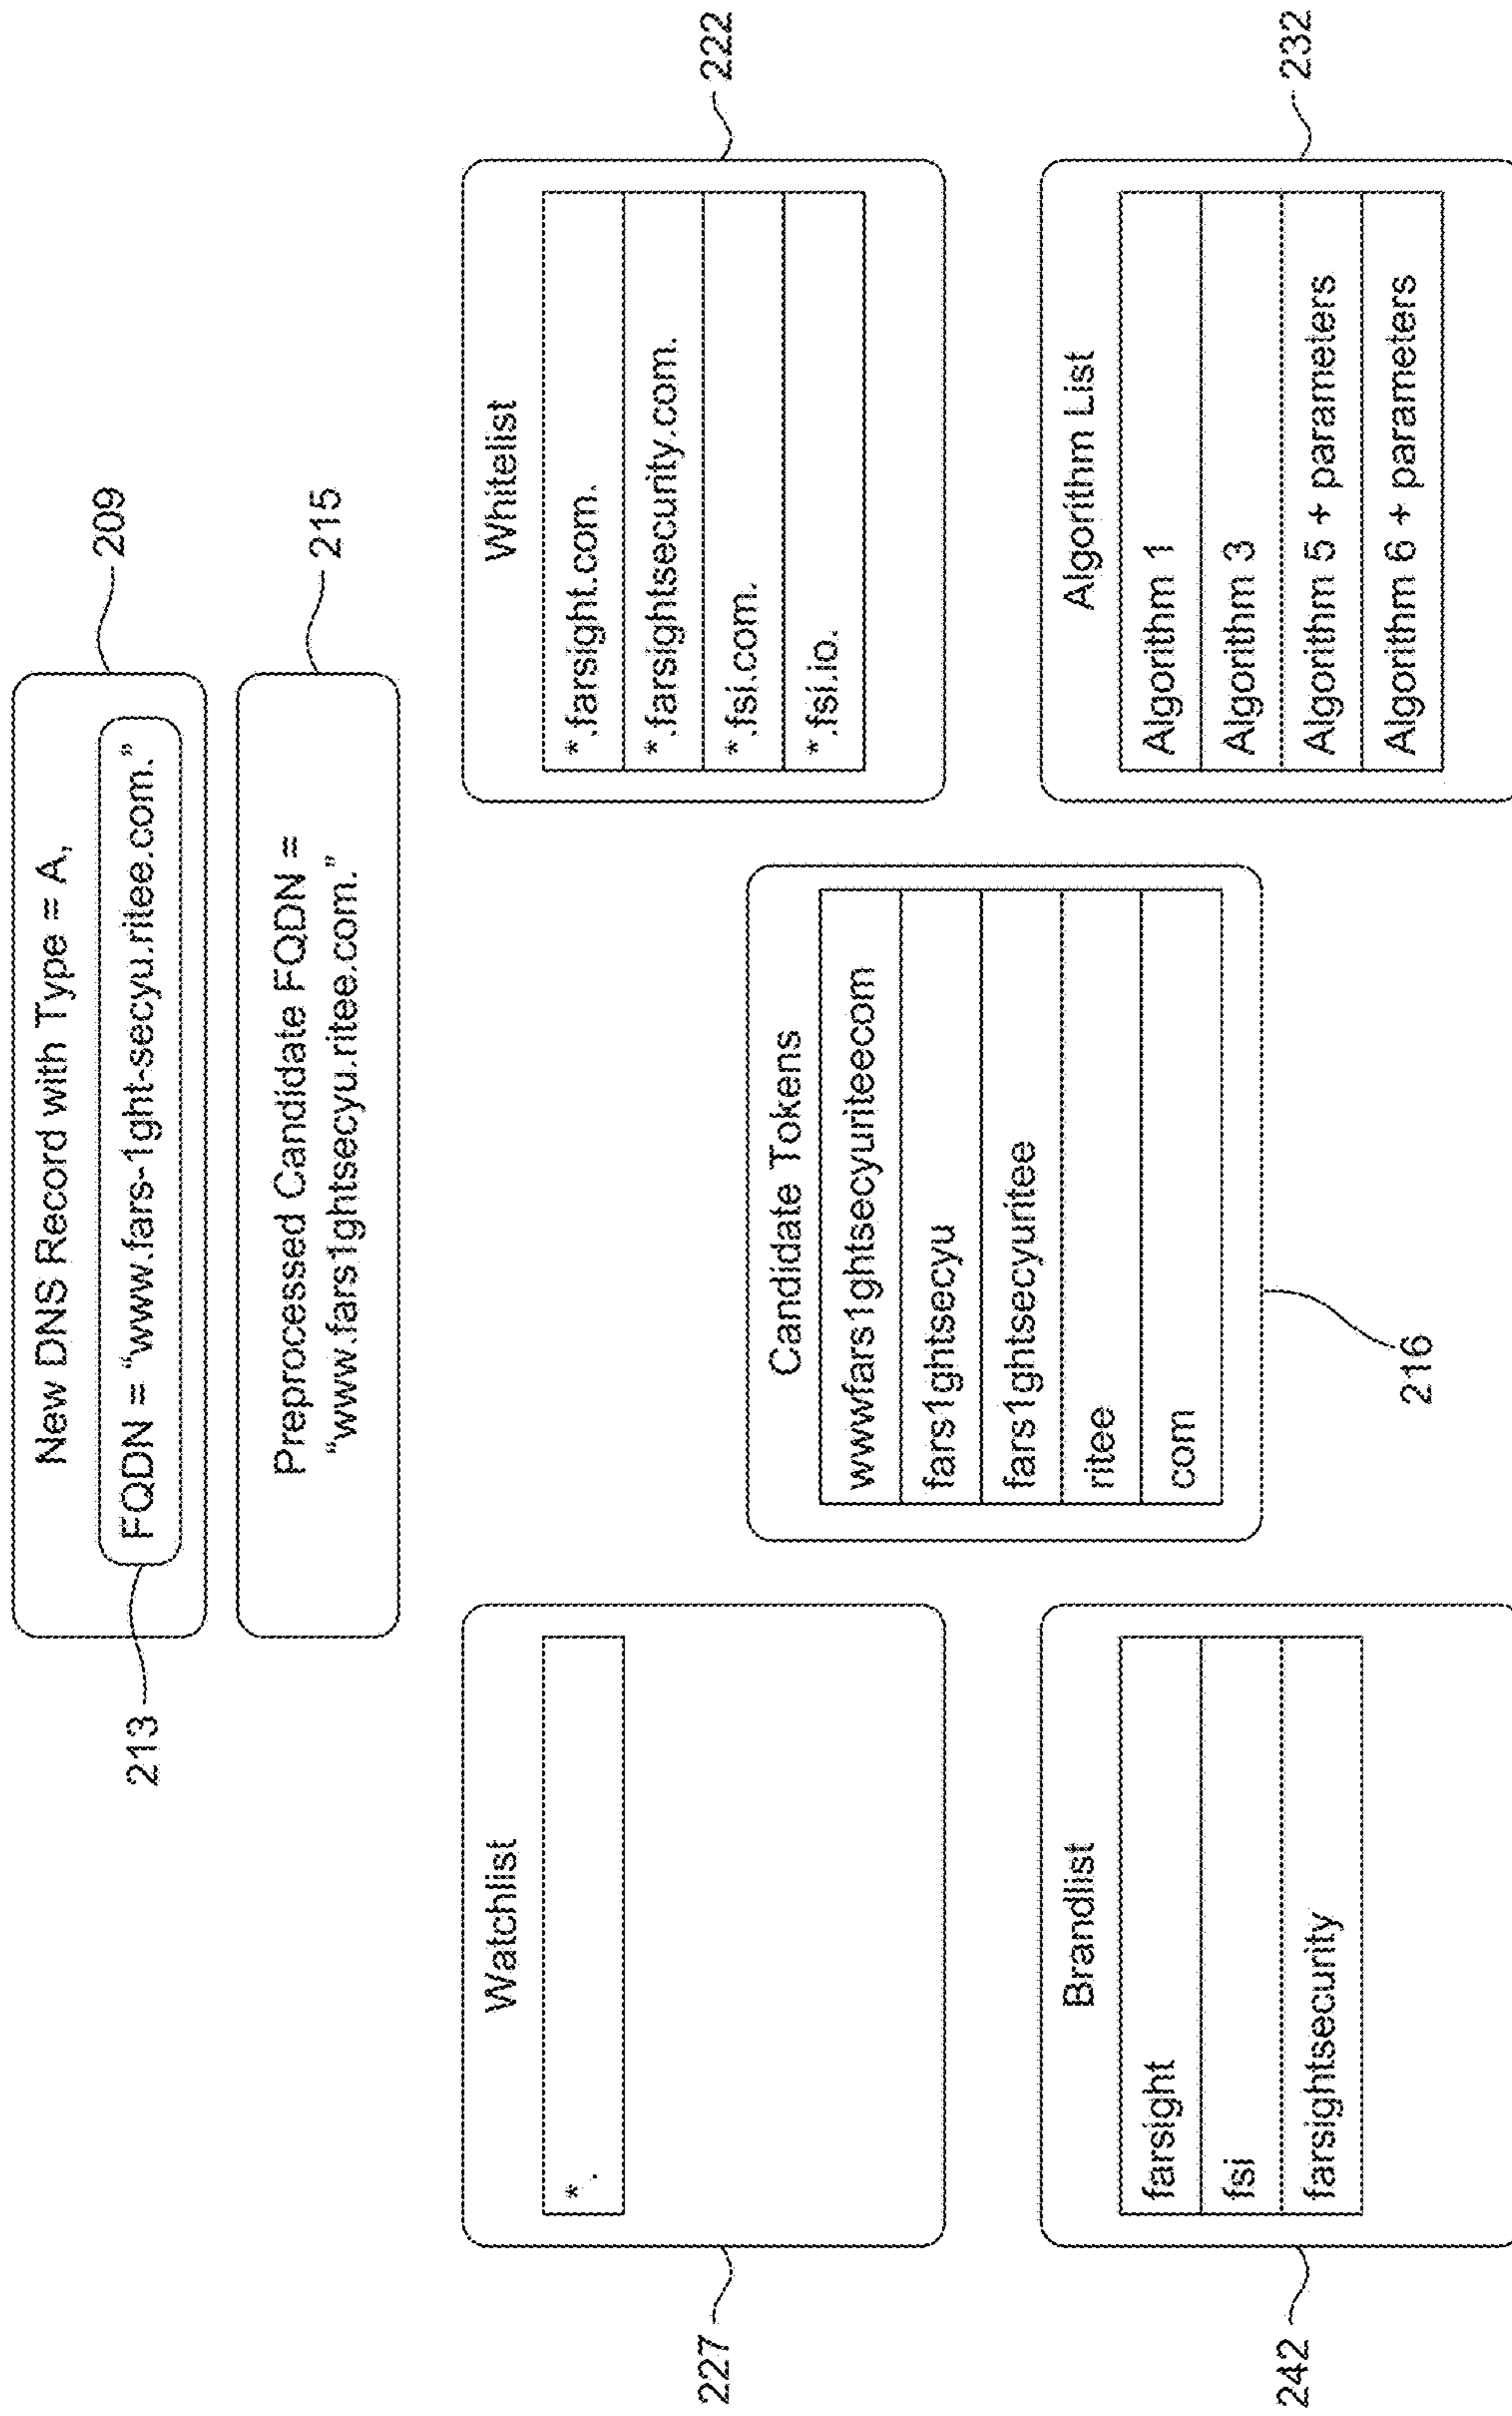 New DNS Record with Type = A,
209
FQDN = “www.fars-1ght-secyu.ritee.com.”
213
Preprocessed Candidate FQDN =
“www.fars1ghtsecyu.ritee.com.”
215
Watchlist
*.
227
Whitelist
*.farsight.com.
*.farsightsecurity.com.
*.fsi.com.
*.fsi.io.
222
Candidate Tokens
wwwfars1ghtsecyuriteecom
fars1ghtsecyu
fars1ghtsecyuritee
ritee
com
216
Brandlist
farsight
fsi
farsightsecurity
242
Algorithm List
Algorithm 1
Algorithm 3
Algorithm 5 + parameters
Algorithm 6 + parameters
232